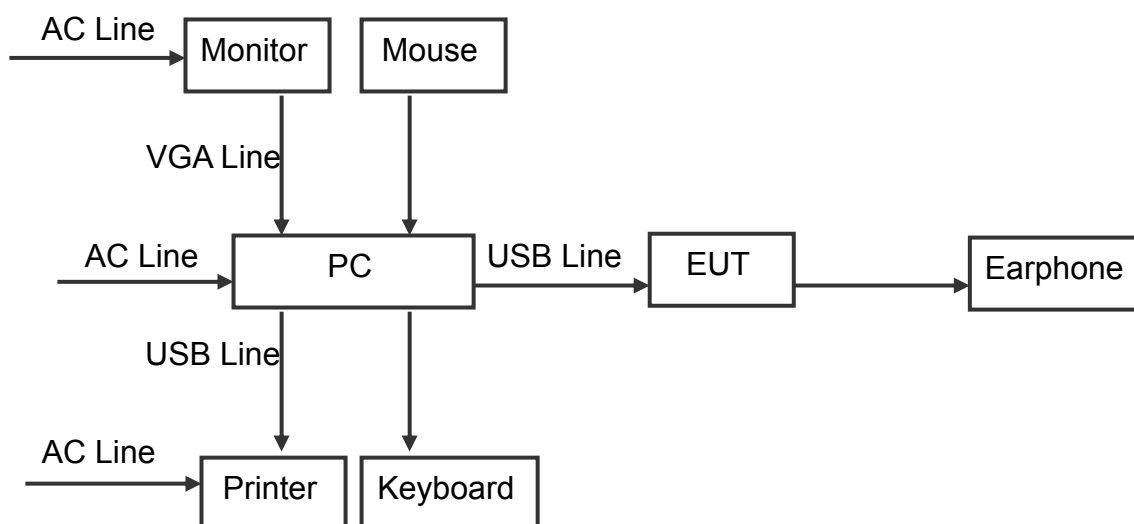 AC Line
Monitor
Mouse
VGA Line
AC Line
PC
USB Line
EUT
Earphone
USB Line
AC Line
Printer
Keyboard